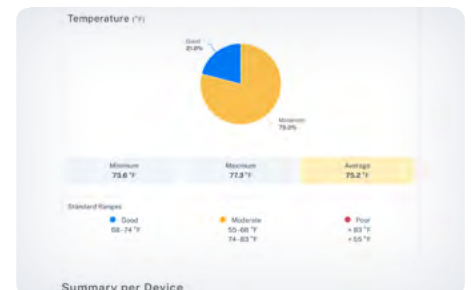 Temperature (°F)
Good
21.0%
Moderate
79.0%
Minimum Maximum Average
73.6 °F 77.3 °F 75.2 °F
Standard Ranges
Good Moderate Poor
68-74 °F 55-68 °F > 83 °F
74-83 °F < 55 °F
Summary per Device